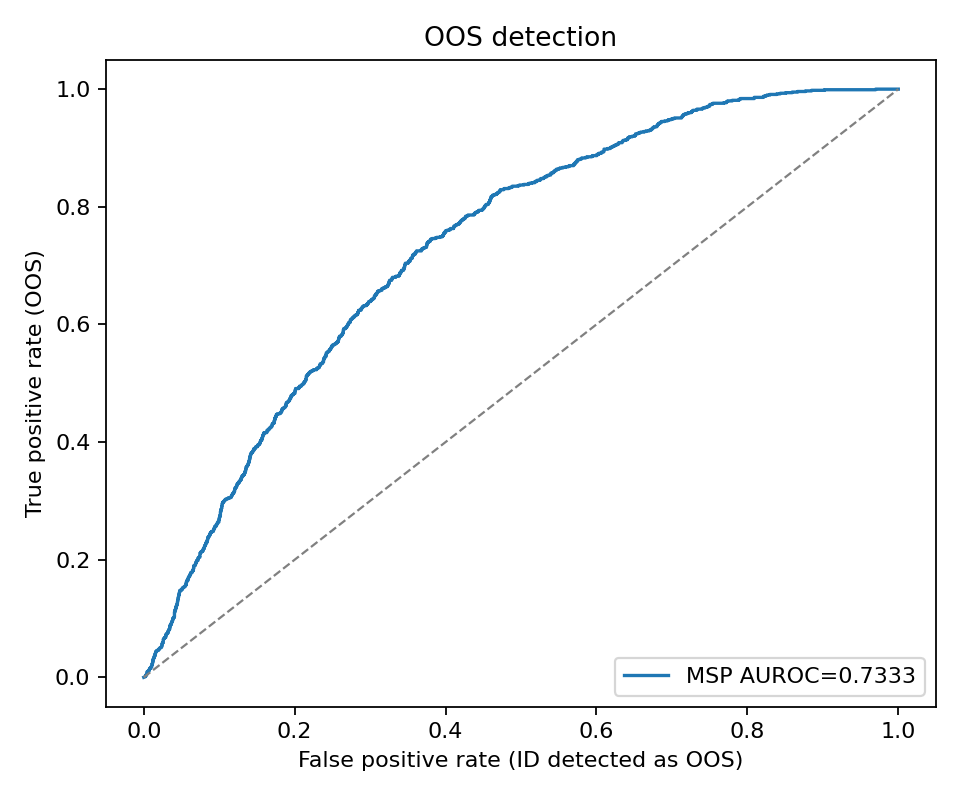 OOS detection
True positive rate (OOS)
1.0
0.8
0.6
0.4
0.2
0.0
MSP AUROC=0.7333
0.0 0.2 0.4 0.6 0.8 1.0
False positive rate (ID detected as OOS)